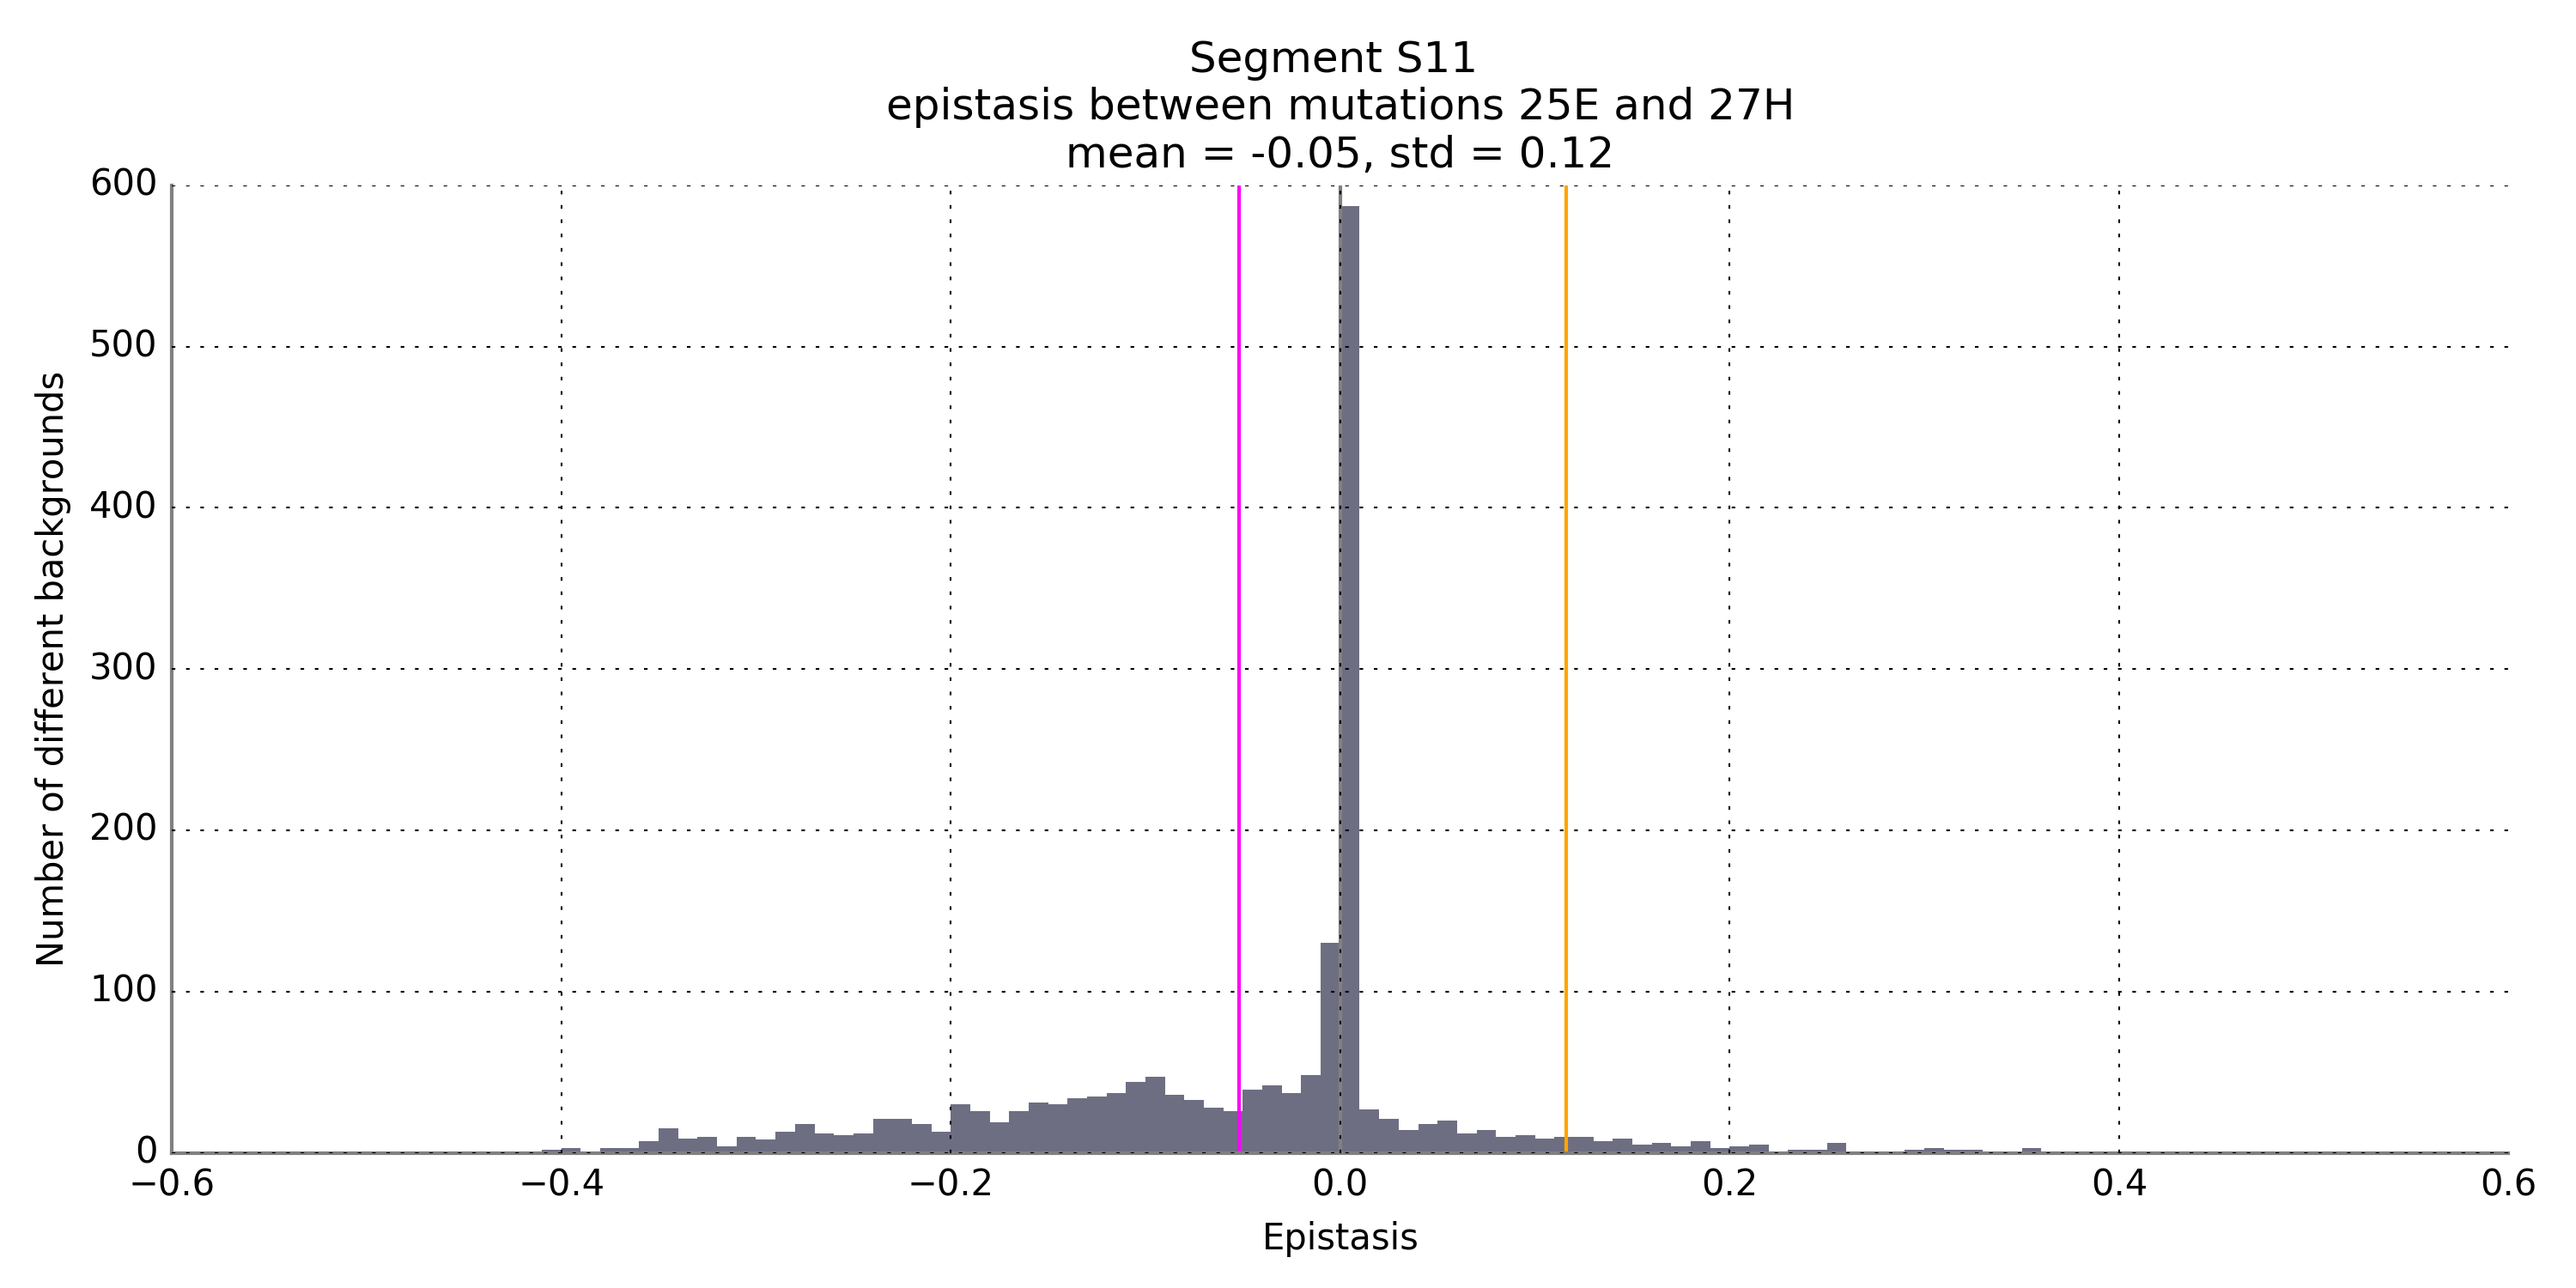 Segment S11
epistasis between mutations 25E and 27H
mean = -0.05, std = 0.12
600
500
400
300
200
100
0
Number of different backgrounds
−0.6 −0.4 −0.2 0.0 0.2 0.4 0.6
Epistasis